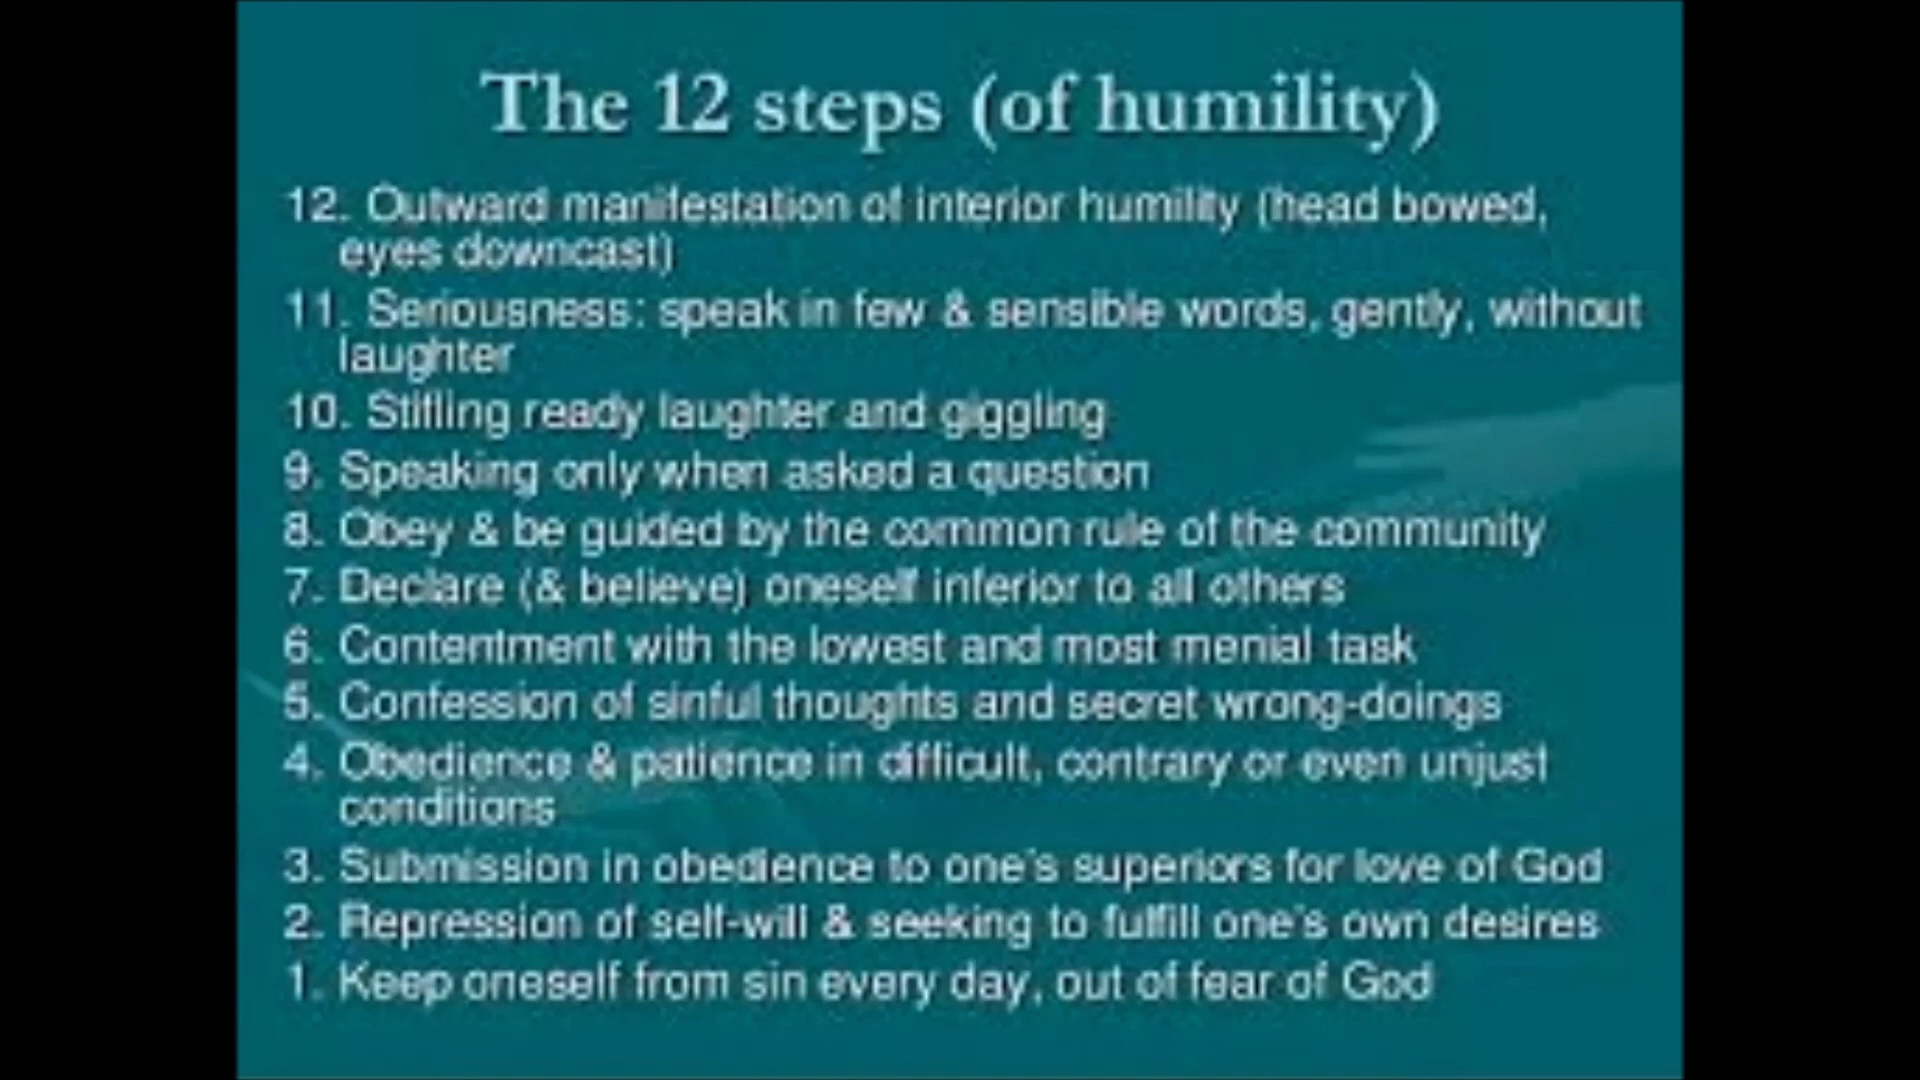 The 12 steps (of humility)
12. Outward manifestation of interior humility (head bowed,
eyes downcast)
11. Seriousness: speak in few & sensible words, gently, without
laughter
10. Stifling ready laughter and giggling
9. Speaking only when asked a question
8. Obey & be guided by the common rule of the community
7. Declare (& believe) oneself inferior to all others
6. Contentment with the lowest and most menial task
5. Confession of sinful thoughts and secret wrong-doings
4. Obedience & patience in difficult, contrary or even unjust
conditions
3. Submission in obedience to one's superiors for love of God
2. Repression of self-will & seeking to fulfill one's own desires
1. Keep oneself from sin every day, out of fear of God